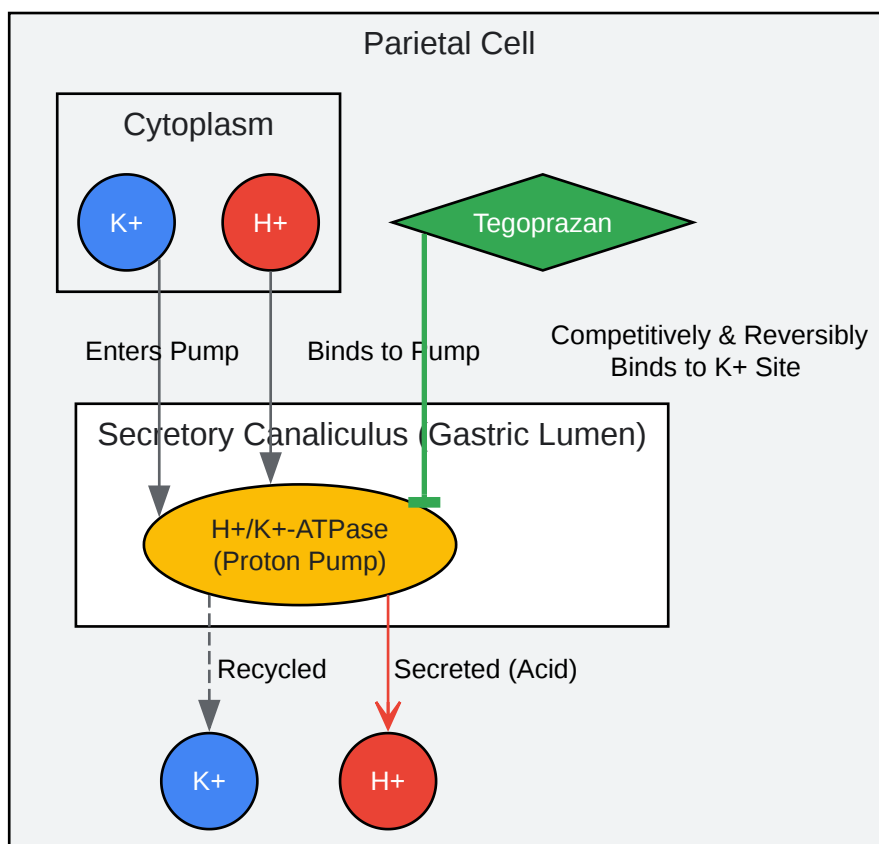 Parietal Cell
Cytoplasm
K+
H+
Tegoprazan
Enters Pump
Binds to Pump
Competitively & Reversibly
Binds to K+ Site
Secretory Canaliculus (Gastric Lumen)
H+/K+-ATPase
(Proton Pump)
Recycled
Secreted (Acid)
K+
H+